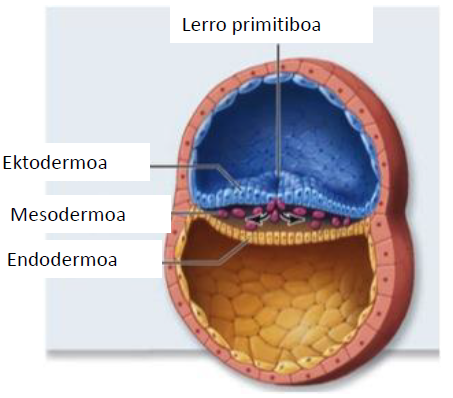 Lerro primitiboa
Ektodermoa
Mesodermoa
Endodermoa